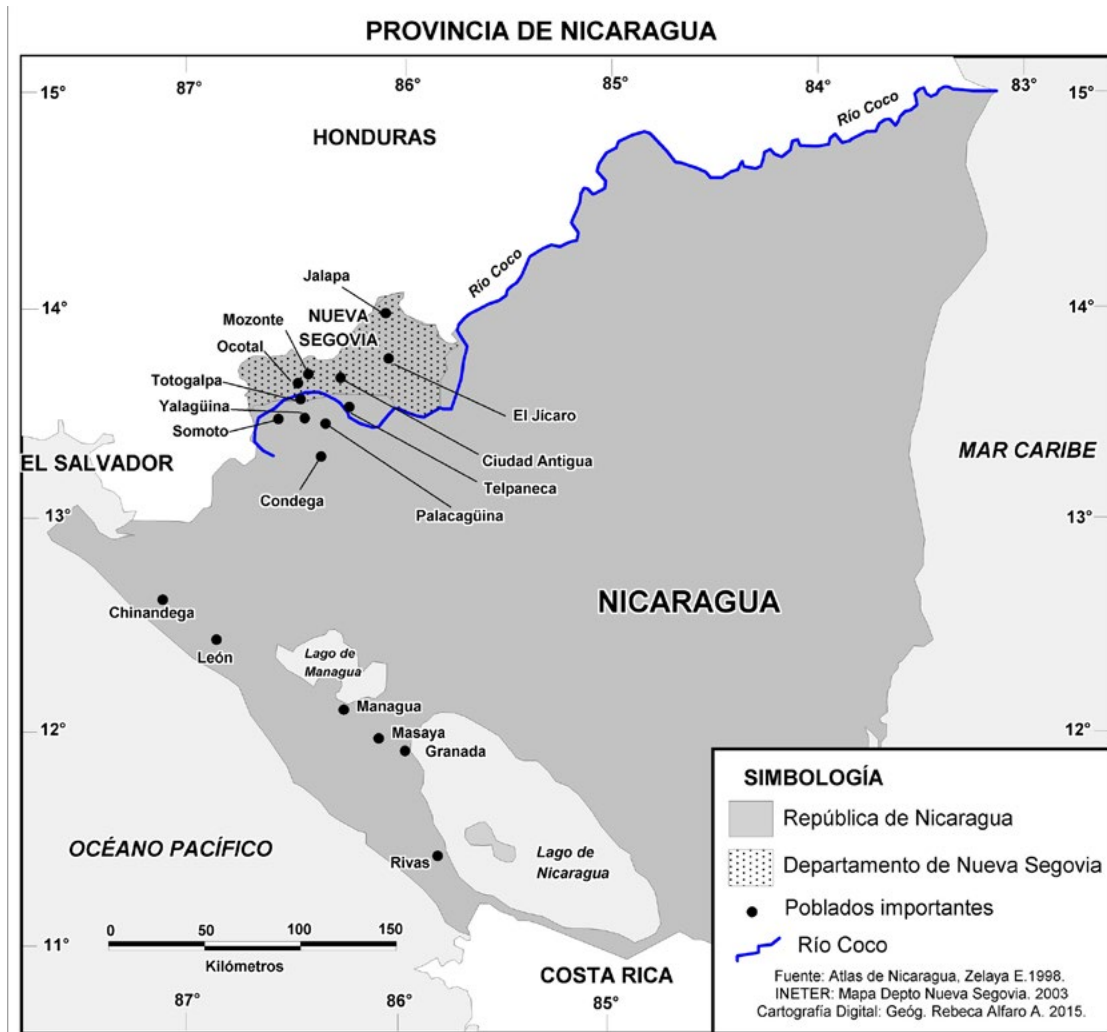 PROVINCIA DE NICARAGUA
87°
86°
85°
84°
83°
15°
15°
Río Coco
HONDURAS
Río Coco
Jalapa
14°
14°
NUEVA
SEGOVIA
Mozonte
Ocotal
Totogalpa
Yalagüina
Somoto
El Jícaro
EL SALVADOR
Ciudad Antigua
MAR CARIBE
Telpaneca
Condega
Palacagüina
13°
13°
NICARAGUA
Chinandega
León
Lago de
Managua
Managua
12°
12°
Masaya
Granada
OCÉANO PACÍFICO
Rivas
Lago de
Nicaragua
0 50 100 150
Kilómetros
11°
COSTA RICA
87°
86°
85°
SIMBOLOGÍA
República de Nicaragua
Departamento de Nueva Segovia
Poblados importantes
Río Coco
Fuente: Atlas de Nicaragua, Zelaya E.1998.
INETER: Mapa Depto Nueva Segovia. 2003
Cartografía Digital: Geóg. Rebeca Alfaro A. 2015.